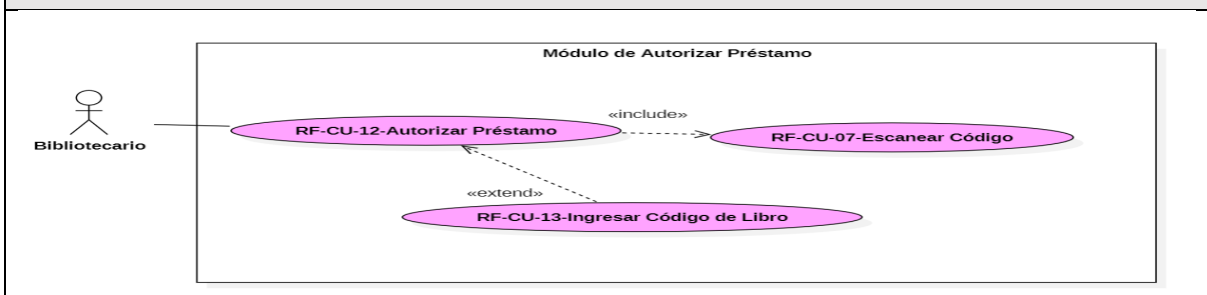 Módulo de Autorizar Préstamo
«include»
RF-CU-12-Autorizar Préstamo
RF-CU-07-Escanear Código
Bibliotecario
«extend»
RF-CU-13-Ingresar Código de Libro